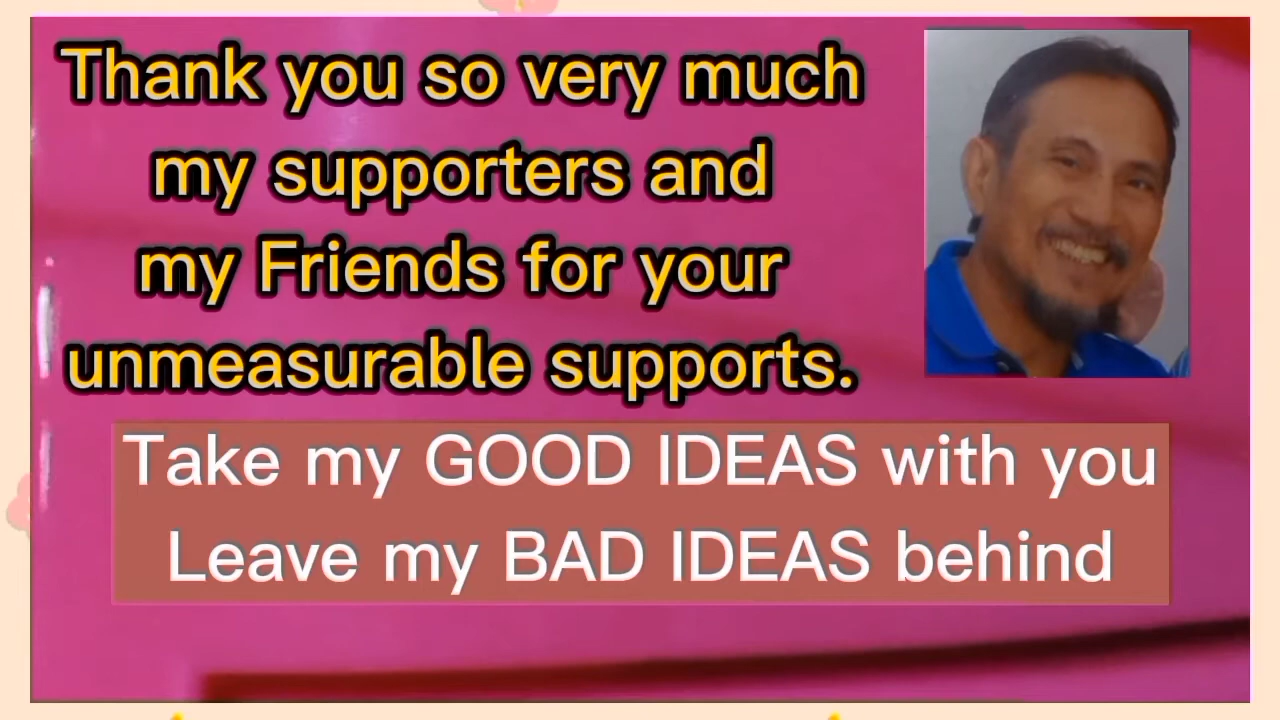 Thank you so very much
my supporters and
my Friends for your
unmeasurable supports.
Take my GOOD IDEAS with you
Leave my BAD IDEAS behind